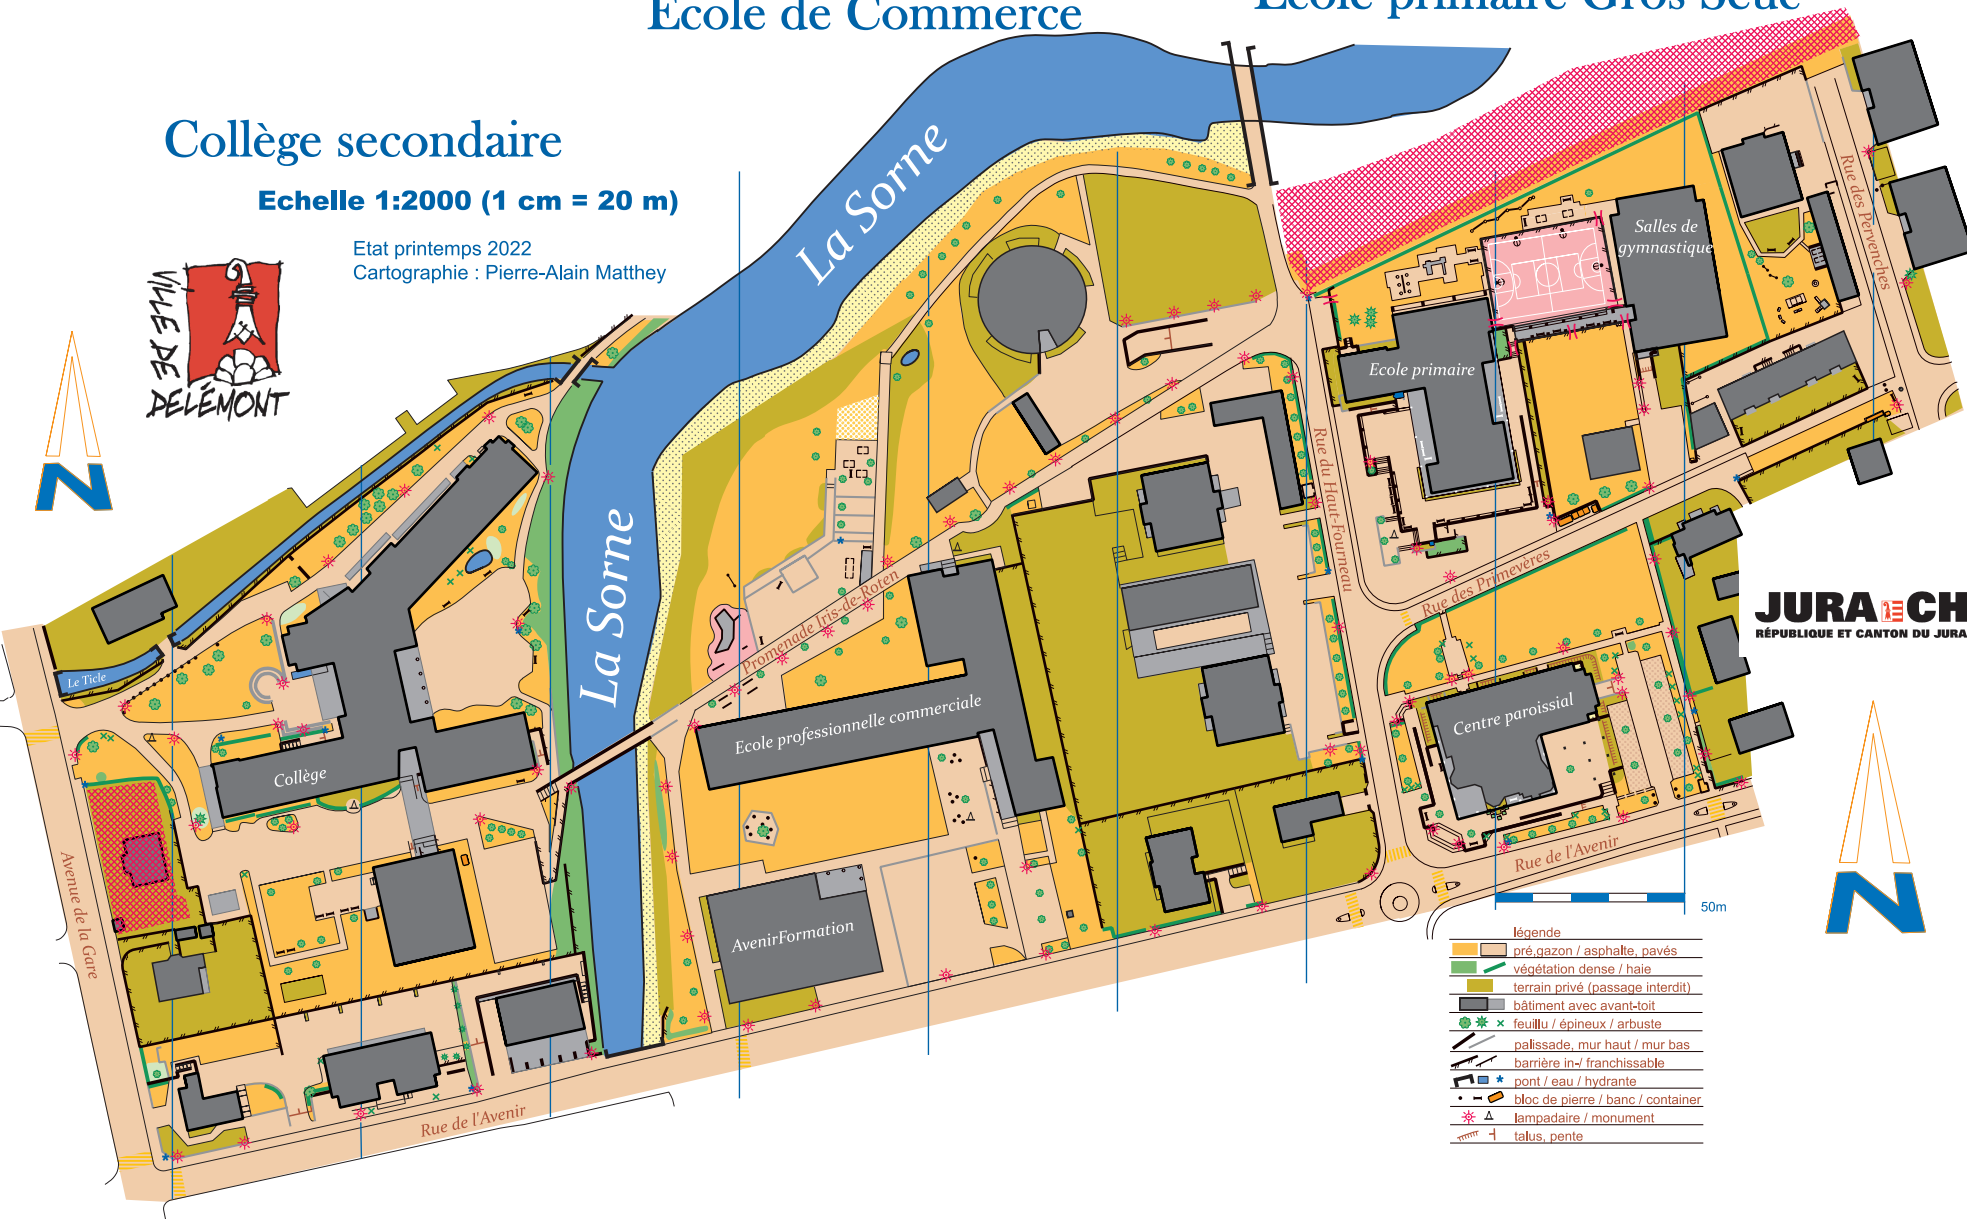 Ecole de Commerce
Collège secondaire
Echelle 1:2000 (1 cm = 20 m)
Etat printemps 2022
Cartographie : Pierre-Alain Matthey
VILLE DE
DELÉMONT
N
La Sorne
La Sorne
Le Ticle
Collège
Avenue de la Gare
Rue de l'Avenir
Promenade Iris-de-Roten
Ecole professionnelle commerciale
AvenirFormation
Rue du Haut-Fourneau
Ecole primaire
Salles de
gymnastique
Rue des Pervenches
Rue des Primevères
Centre paroissial
Rue de l'Avenir
JURA CH
RÉPUBLIQUE ET CANTON DU JURA
N
50m
légende
pré,gazon / asphalte, pavés
végétation dense / haie
terrain privé (passage interdit)
bâtiment avec avant-toit
feuillu / épineux / arbuste
palissade, mur haut / mur bas
barrière in-/ franchissable
pont / eau / hydrante
bloc de pierre / banc / container
lampadaire / monument
talus, pente